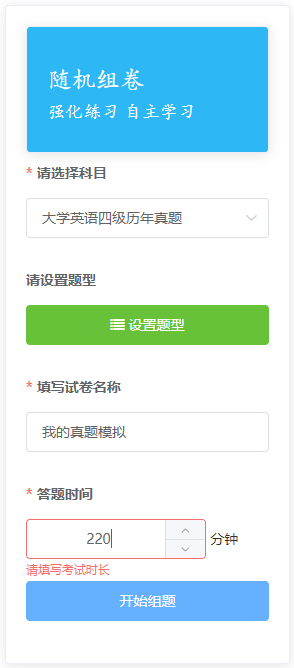 随机组卷
强化练习 自主学习
* 请选择科目
大学英语四级历年真题
请设置题型
设置题型
* 填写试卷名称
我的真题模拟
* 答题时间
220 分钟
请填写考试时长
开始组题